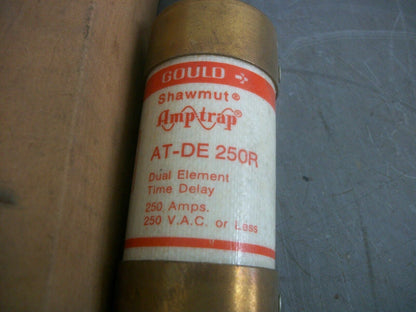 GOULD
Shawmut®
Amp-trap®
AT-DE 250R
Dual Element
Time Delay
250 Amps.
250 V.A.C. or Less